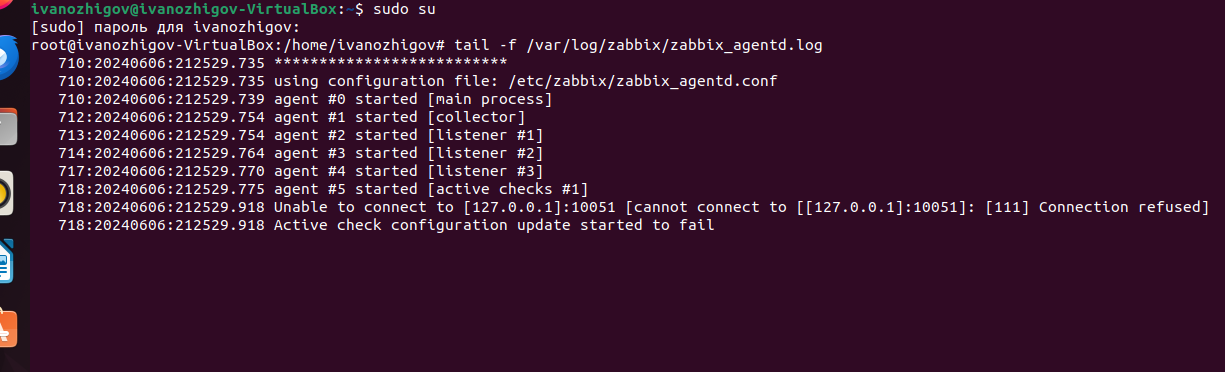 ivanozhigov@ivanozhigov-VirtualBox:~$ sudo su
[sudo] пароль для ivanozhigov:
root@ivanozhigov-VirtualBox:/home/ivanozhigov# tail -f /var/log/zabbix/zabbix_agentd.log
710:20240606:212529.735 **************************
710:20240606:212529.735 using configuration file: /etc/zabbix/zabbix_agentd.conf
710:20240606:212529.739 agent #0 started [main process]
712:20240606:212529.754 agent #1 started [collector]
713:20240606:212529.754 agent #2 started [listener #1]
714:20240606:212529.764 agent #3 started [listener #2]
717:20240606:212529.770 agent #4 started [listener #3]
718:20240606:212529.775 agent #5 started [active checks #1]
718:20240606:212529.918 Unable to connect to [127.0.0.1]:10051 [cannot connect to [[127.0.0.1]:10051]: [111] Connection refused]
718:20240606:212529.918 Active check configuration update started to fail